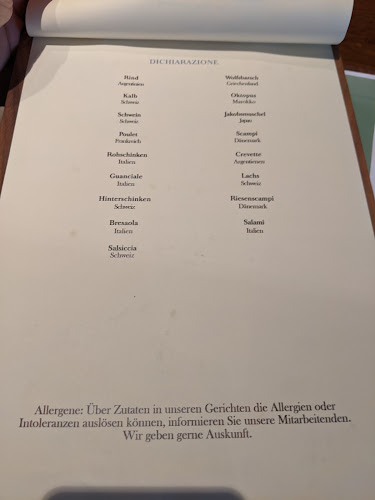 DICHIARAZIONE
Rind
Argentinien
Kalb
Schweiz
Schwein
Schweiz
Poulet
Frankreich
Rohschinken
Italien
Guanciale
Italien
Hinterschinken
Schweiz
Bresaola
Italien
Salsiccia
Schweiz
Wolfsbarsch
Griechenland
Oktopus
Marokko
Jakobsmuschel
Japan
Scampi
Dänemark
Crevette
Argentinien
Lachs
Schweiz
Riesenscampi
Dänemark
Salami
Italien
Allergene: Über Zutaten in unseren Gerichten die Allergien oder
Intoleranzen auslösen können, informieren Sie unsere Mitarbeitenden.
Wir geben gerne Auskunft.